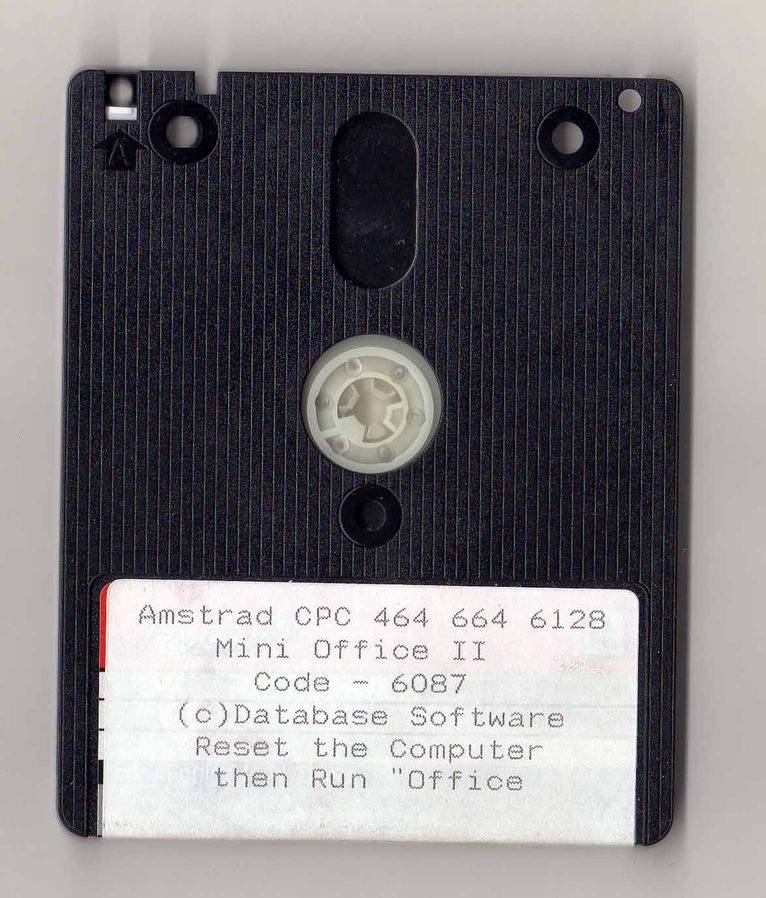 A
Amstrad CPC 464 664 6128
Mini Office II
Code - 6087
(c)Database Software
Reset the Computer
then Run "Office